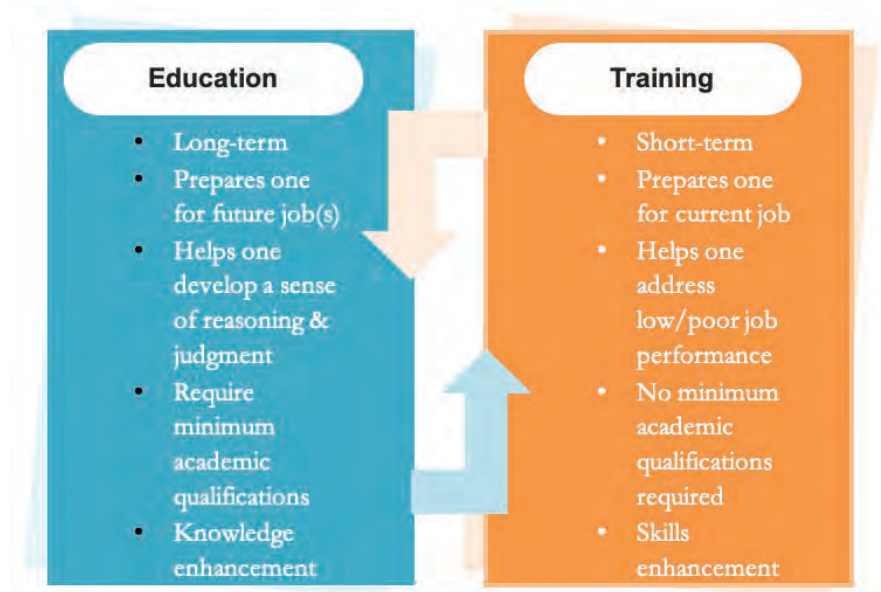 Education
• Long-term
• Prepares one
for future job(s)
• Helps one
develop a sense
of reasoning &
judgment
• Require
minimum
academic
qualifications
• Knowledge
enhancement
Training
• Short-term
• Prepares one
for current job
• Helps one
address
low/poor job
performance
• No minimum
academic
qualifications
required
• Skills
enhancement